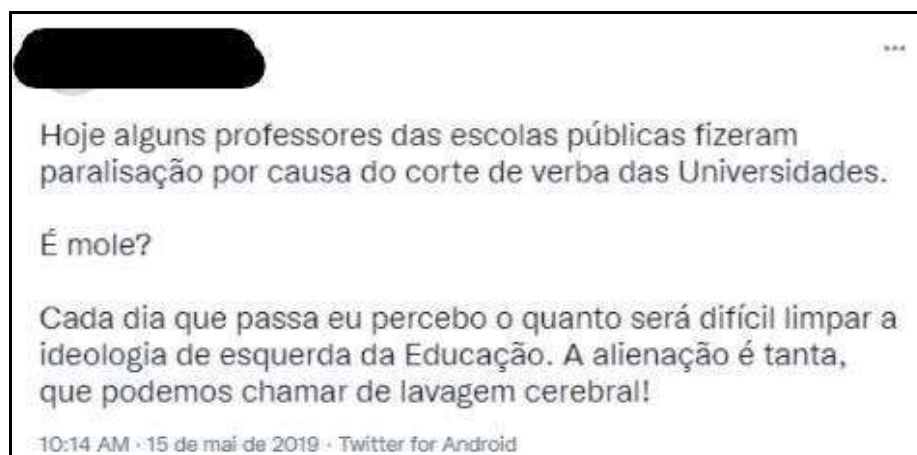 Hoje alguns professores das escolas públicas fizeram
paralisação por causa do corte de verba das Universidades.
É mole?
Cada dia que passa eu percebo o quanto será difícil limpar a
ideologia de esquerda da Educação. A alienação é tanta,
que podemos chamar de lavagem cerebral!
10:14 AM · 15 de mai de 2019 · Twitter for Android